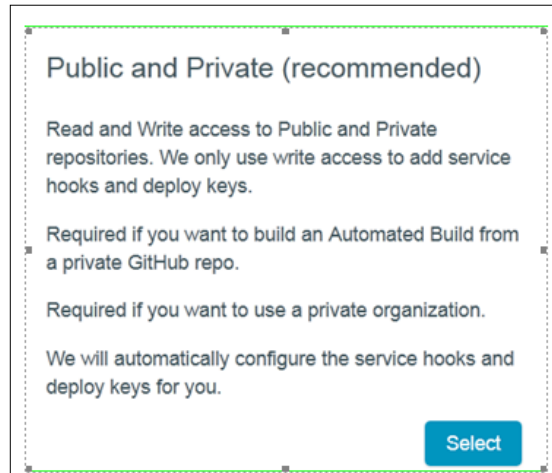 Public and Private (recommended)
Read and Write access to Public and Private
repositories. We only use write access to add service
hooks and deploy keys.
Required if you want to build an Automated Build from
a private GitHub repo.
Required if you want to use a private organization.
We will automatically configure the service hooks and
deploy keys for you.
Select